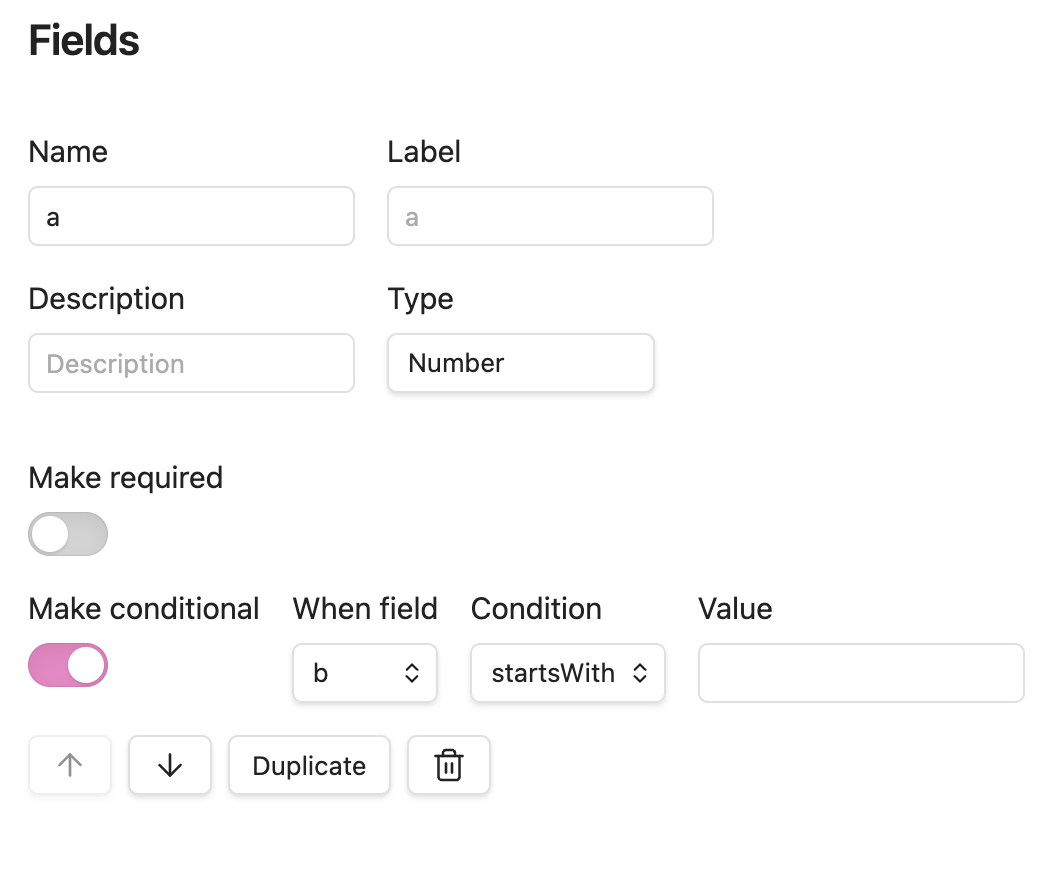 Fields
Name Label
a a
Description Type
Description Number
Make required
Make conditional When field Condition Value
b startsWith
Duplicate